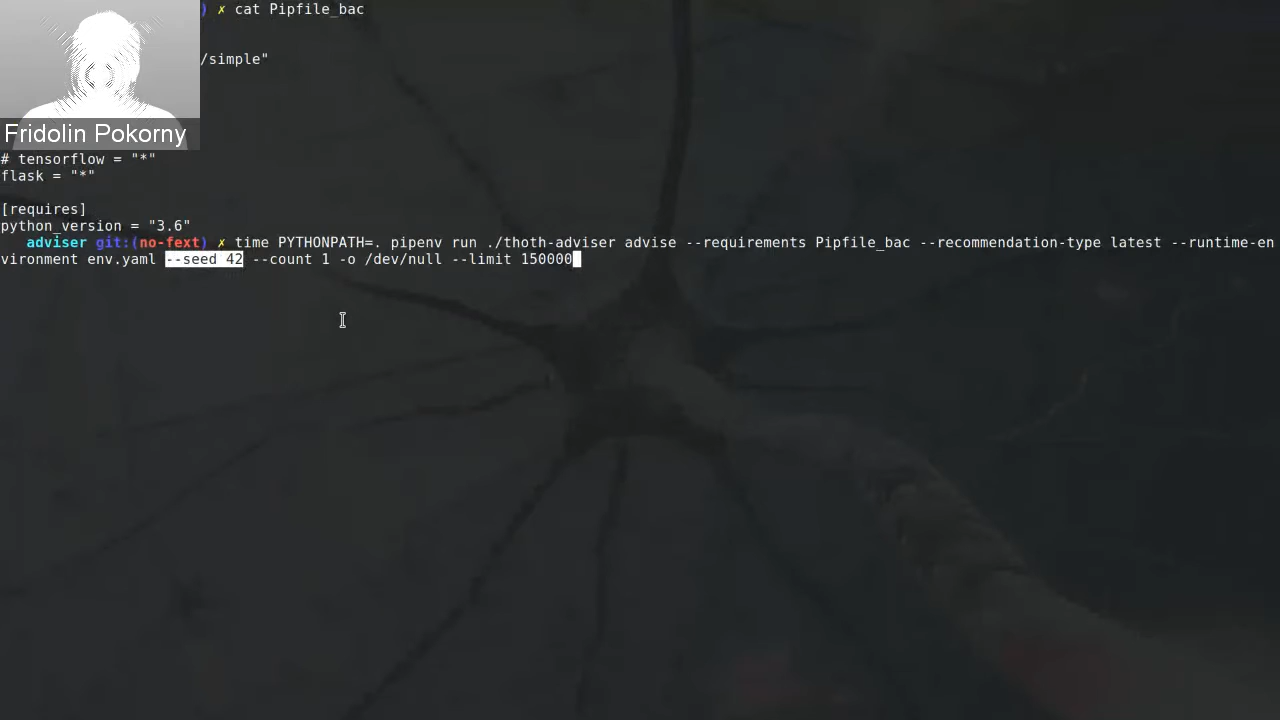 ) ✗ cat Pipfile_bac
/simple"
Fridolin Pokorny
# tensorflow = "*"
flask = "*"
[requires]
python_version = "3.6"
adviser git:(no-fext) ✗ time PYTHONPATH=. pipenv run ./thoth-adviser advise --requirements Pipfile_bac --recommendation-type latest --runtime-en
vironment env.yaml --seed 42 --count 1 -o /dev/null --limit 150000